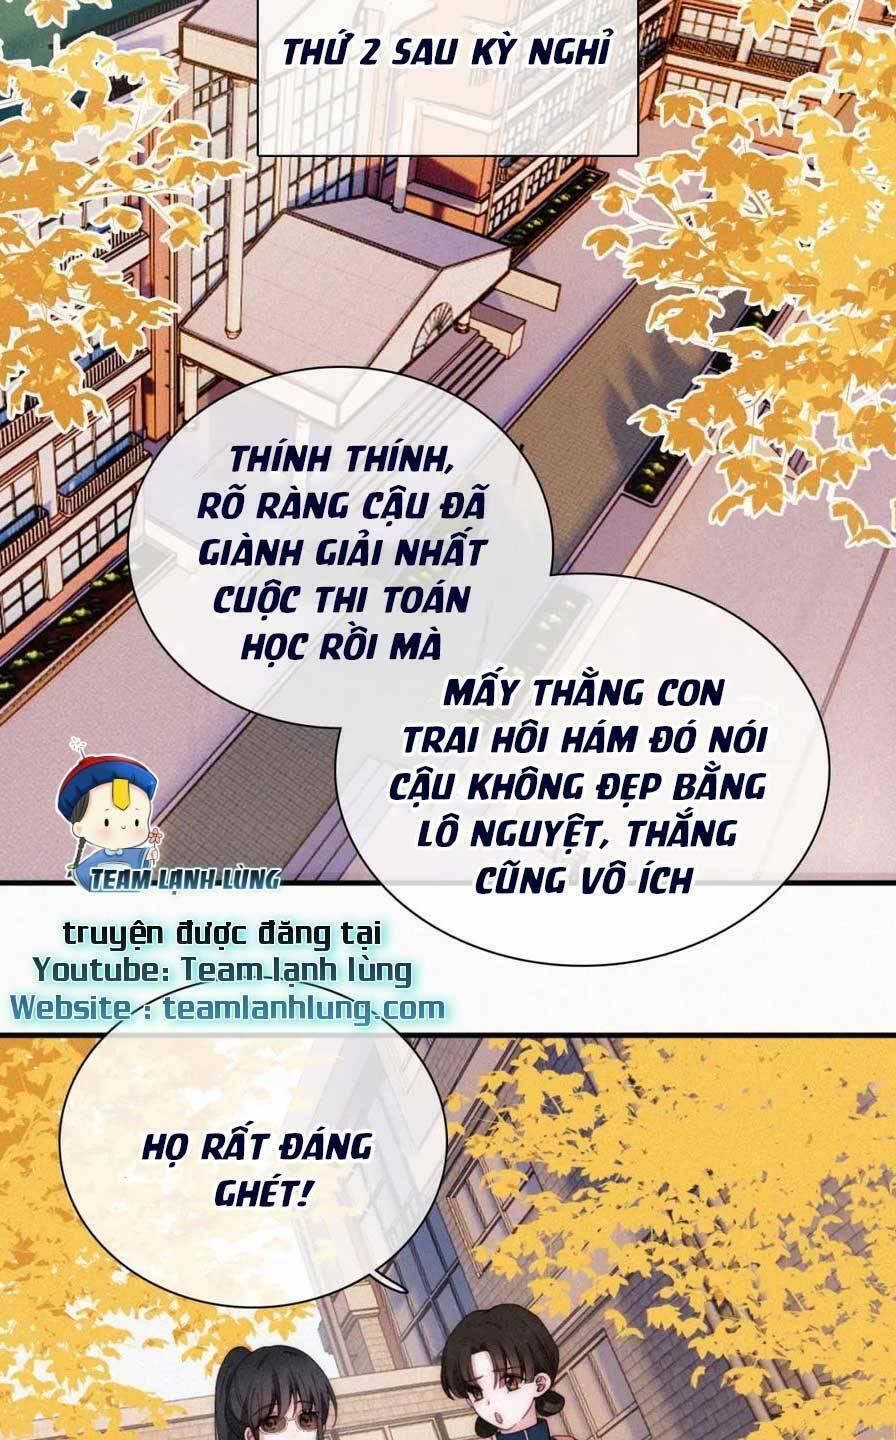 THỨ 2 SAU KỲ NGHỈ
THÍNH THÍNH,
RÕ RÀNG CẬU ĐÃ
GIÀNH GIẢI NHẤT
CUỘC THI TOÁN
HỌC RỒI MÀ
MẤY THẰNG CON
TRAI HÔI HÁM ĐÓ NÓI
CẬU KHÔNG ĐẸP BẰNG
LÔ NGUYỆT, THẮNG
CŨNG VÔ ÍCH
TEAM LẠNH LÙNG
truyện được đăng tại
Youtube: Team lạnh lùng
Website : teamlanhlung.com
HỌ RẤT ĐÁNG
GHÉT!